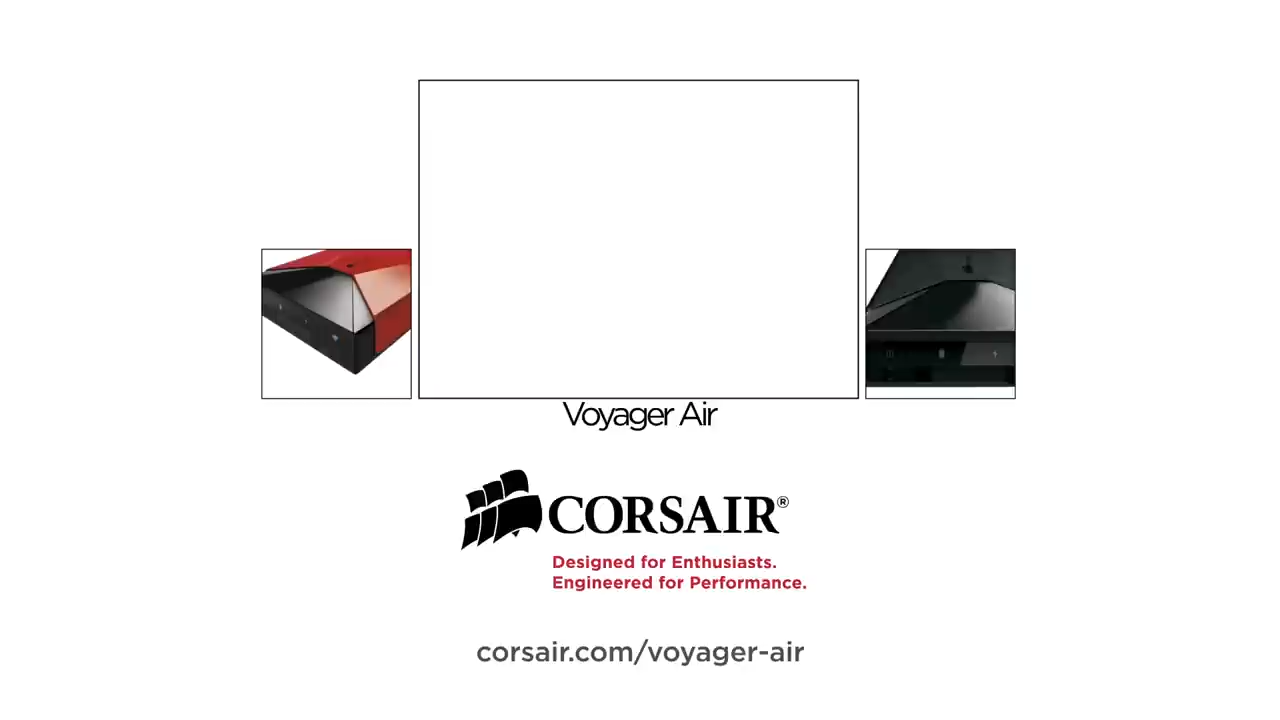 Voyager Air
CORSAIR®
Designed for Enthusiasts.
Engineered for Performance.
corsair.com/voyager-air